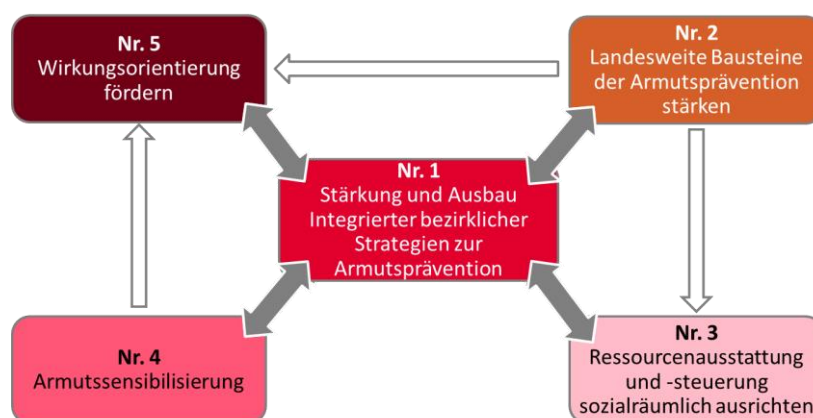 Nr. 5
Wirkungsorientierung
fördern
Nr. 2
Landesweite Bausteine
der Armutsprävention
stärken
Nr. 1
Stärkung und Ausbau
Integrierter bezirklicher
Strategien zur
Armutsprävention
Nr. 4
Armutssensibilisierung
Nr. 3
Ressourcenausstattung
und -steuerung
sozialräumlich ausrichten